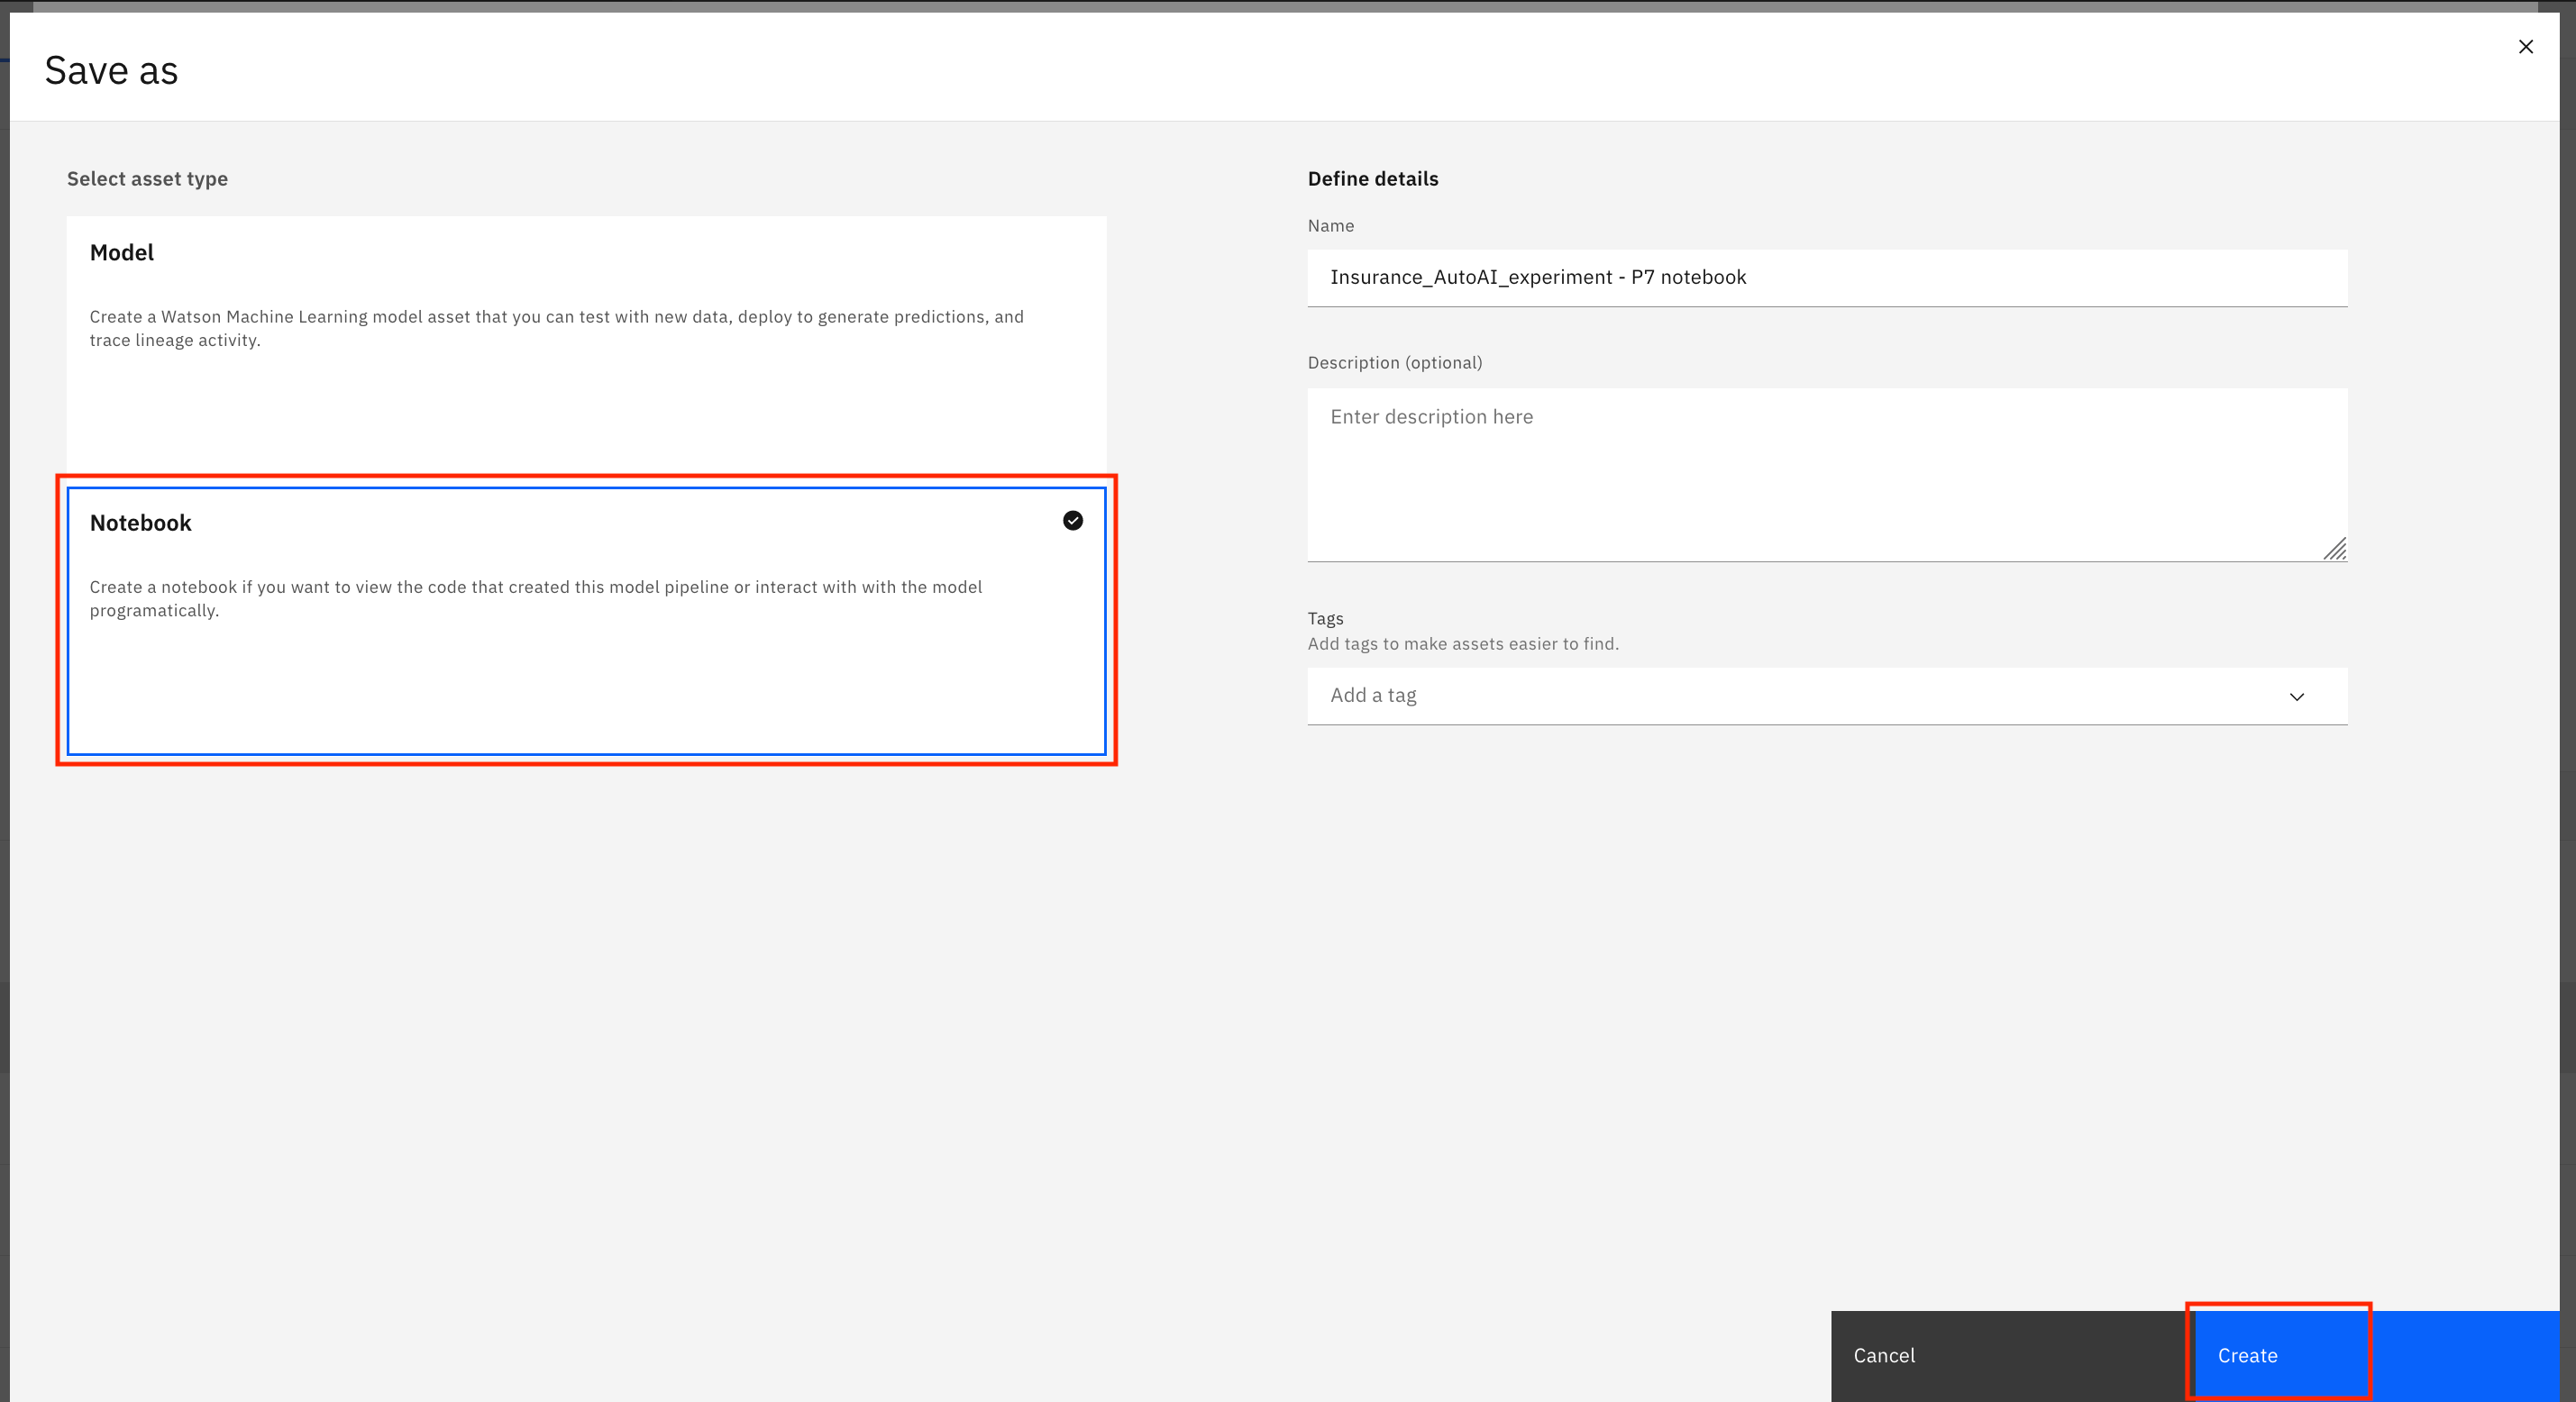 Save as
Select asset type
Model
Create a Watson Machine Learning model asset that you can test with new data, deploy to generate predictions, and
trace lineage activity.
Notebook
Create a notebook if you want to view the code that created this model pipeline or interact with with the model
programatically.
Define details
Name
Insurance_AutoAI_experiment - P7 notebook
Description (optional)
Enter description here
Tags
Add tags to make assets easier to find.
Add a tag
Cancel
Create